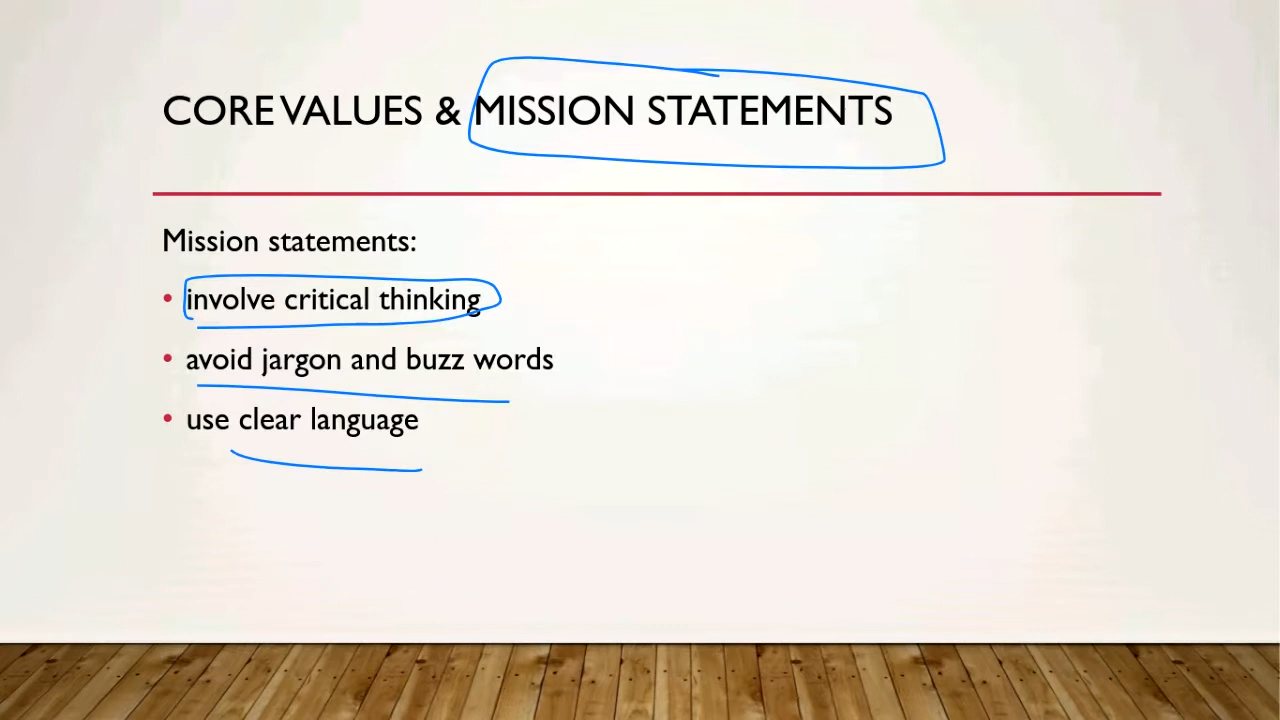 CORE VALUES & MISSION STATEMENTS
Mission statements:
• involve critical thinking
• avoid jargon and buzz words
• use clear language